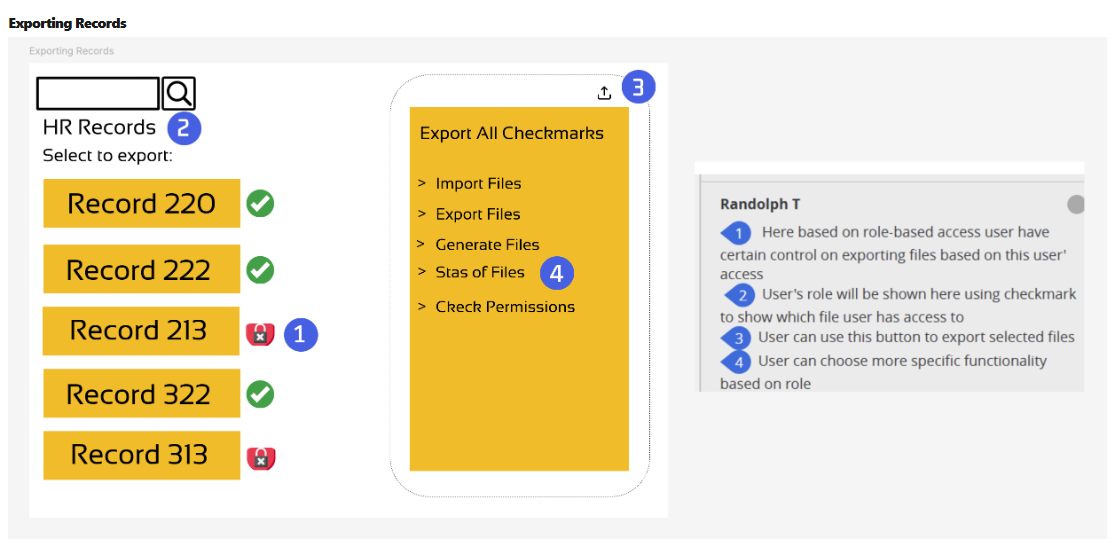 Exporting Records
Exporting Records
HR Records 2
Select to export:
Record 220
Record 222
Record 213 1
Record 322
Record 313
3
Export All Checkmarks
> Import Files
> Export Files
> Generate Files
> Stas of Files 4
> Ckeck Permissions
Randolph T
1 Here based on role-based access user have
certain control on exporting files based on this user'
access
2 User's role will be shown here using checkmark
to show which file user has access to
3 User can use this button to export selected files
4 User can choose more specific functionality
based on role